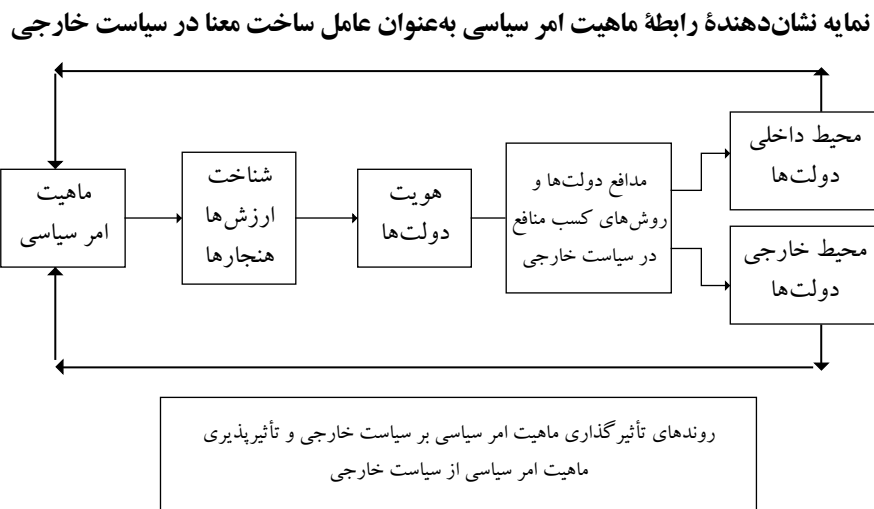 نمایه نشان‌دهندهٔ رابطهٔ ماهیت امر سیاسی به‌عنوان عامل ساخت معنا در سیاست خارجی
ماهیت
امر سیاسی
شناخت
ارزش‌ها
هنجارها
هویت
دولت‌ها
مدافع دولت‌ها و
روش‌های کسب منافع
در سیاست خارجی
محیط داخلی
دولت‌ها
محیط خارجی
دولت‌ها
روندهای تأثیرگذاری ماهیت امر سیاسی بر سیاست خارجی و تأثیرپذیری
ماهیت امر سیاسی از سیاست خارجی